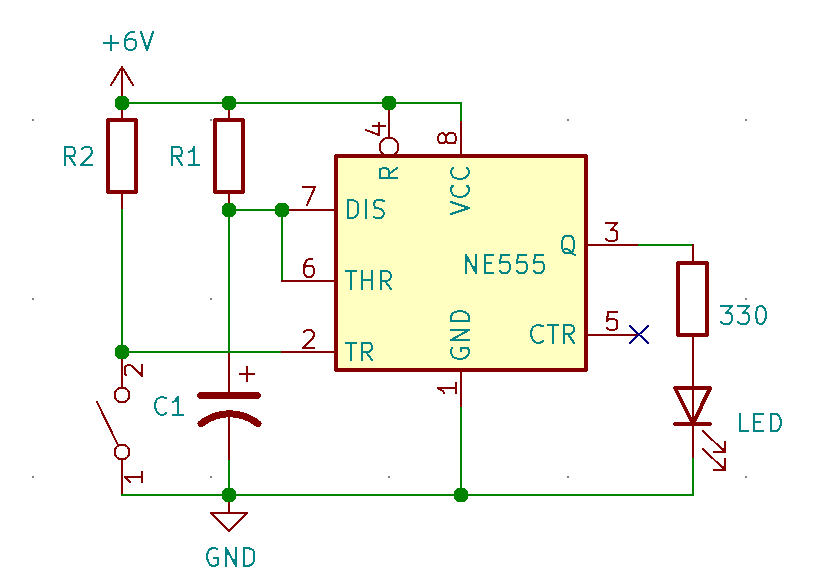 +6V
4
8
R2
R1
R
VCC
7
DIS
3
Q
NE555
6
THR
330
5
CTR
2
TR
GND
2
+
1
C1
LED
1
GND